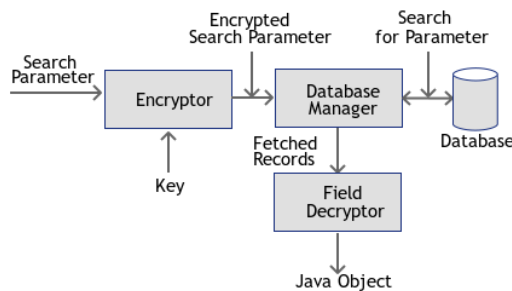 Search
Parameter
Encrypted
Search Parameter
Search
for Parameter
Encryptor
Database
Manager
Database
Key
Fetched
Records
Field
Decryptor
Java Object